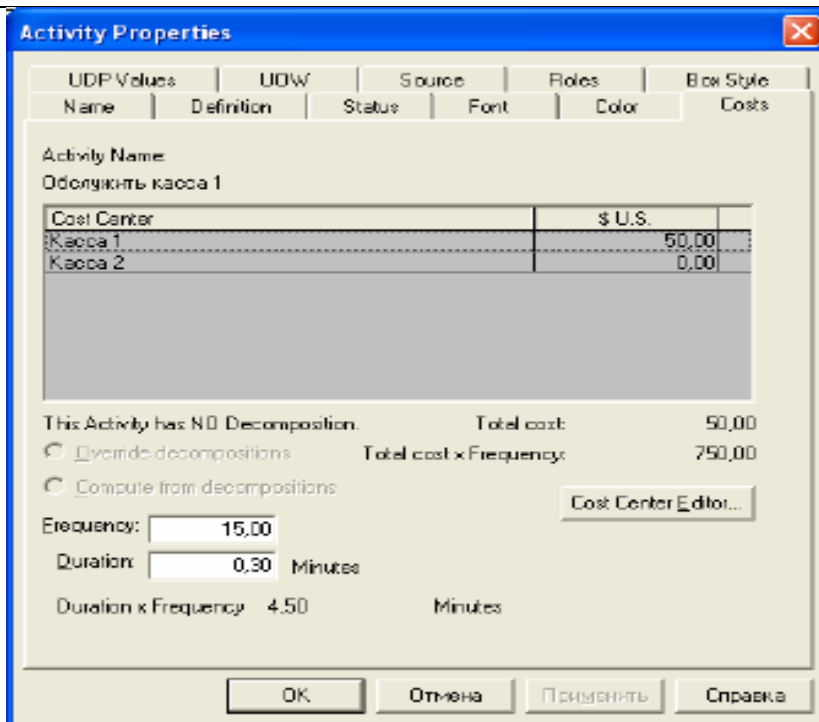 Activity Properties
UDP Values UOW Source Roles Box Style
Name Definition Status Font Color Costs
Activity Name:
Обслужить касса 1
Cost Center $ U.S.
Касса 1 50,00
Касса 2 0,00
This Activity has NO Decomposition. Total cost: 50,00
Override decompositions Total cost x Frequency: 750,00
Compute from decompositions
Cost Center Editor...
Frequency: 15,00
Duration: 0,30 Minutes
Duration x Frequency 4.50 Minutes
OK Отмена Применить Справка